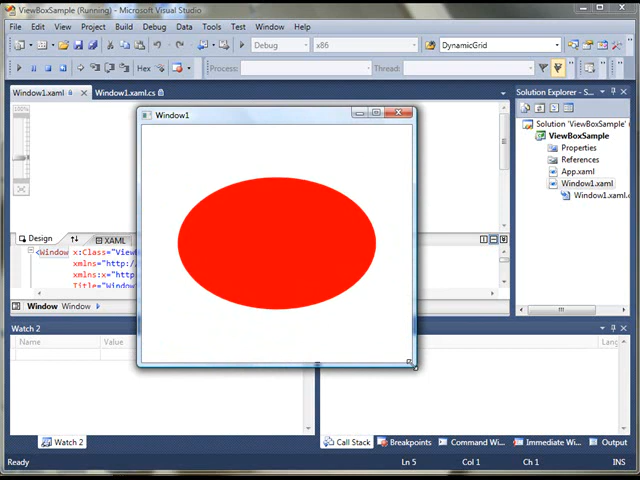 ViewBoxSample (Running) - Microsoft Visual Studio
File Edit View Project Build Debug Data Tools Test Window Help
Debug x86 DynamicGrid
Hex Process: Thread:
Window1.xaml Window1.xaml.cs
Solution Explorer - S...
100%
Solution 'ViewBoxSample'
ViewBoxSample
Properties
References
App.xaml
Window1.xaml
Window1.xaml.c
Window1
Design XAML
<Window x:Class="View
xmlns="http:/
xmlns:x="http
Title="Window
Window Window
Watch 2
Name Value
Lang
Watch 2
Call Stack Breakpoints Command Wi... Immediate Wi... Output
Ready Ln 5 Col 1 Ch 1 INS